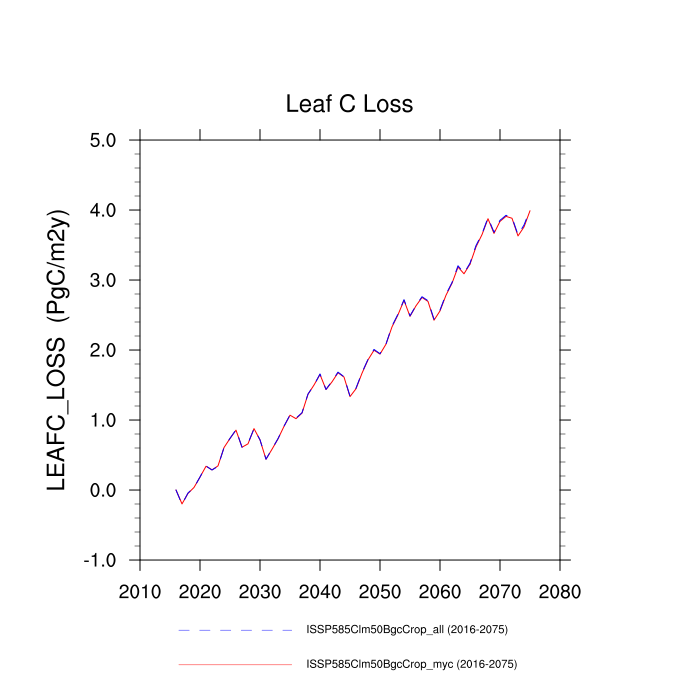 Leaf C Loss
LEAFC_LOSS (PgC/m2y)
5.0
4.0
3.0
2.0
1.0
0.0
-1.0
2010 2020 2030 2040 2050 2060 2070 2080
ISSP585Clm50BgcCrop_all (2016-2075)
ISSP585Clm50BgcCrop_myc (2016-2075)